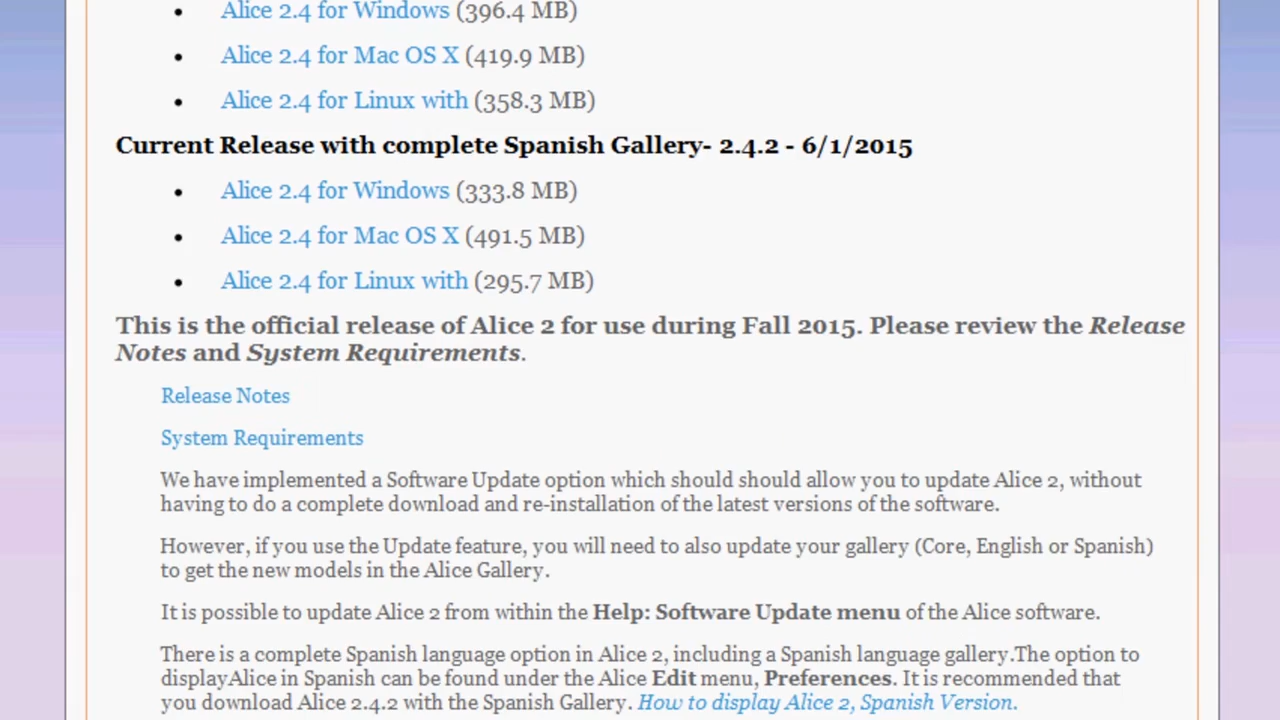 Alice 2.4 for Windows (396.4 MB)
Alice 2.4 for Mac OS X (419.9 MB)
Alice 2.4 for Linux with (358.3 MB)
Current Release with complete Spanish Gallery- 2.4.2 - 6/1/2015
Alice 2.4 for Windows (333.8 MB)
Alice 2.4 for Mac OS X (491.5 MB)
Alice 2.4 for Linux with (295.7 MB)
This is the official release of Alice 2 for use during Fall 2015. Please review the Release
Notes and System Requirements.
Release Notes
System Requirements
We have implemented a Software Update option which should should allow you to update Alice 2, without
having to do a complete download and re-installation of the latest versions of the software.
However, if you use the Update feature, you will need to also update your gallery (Core, English or Spanish)
to get the new models in the Alice Gallery.
It is possible to update Alice 2 from within the Help: Software Update menu of the Alice software.
There is a complete Spanish language option in Alice 2, including a Spanish language gallery.The option to
displayAlice in Spanish can be found under the Alice Edit menu, Preferences. It is recommended that
you download Alice 2.4.2 with the Spanish Gallery. How to display Alice 2, Spanish Version.